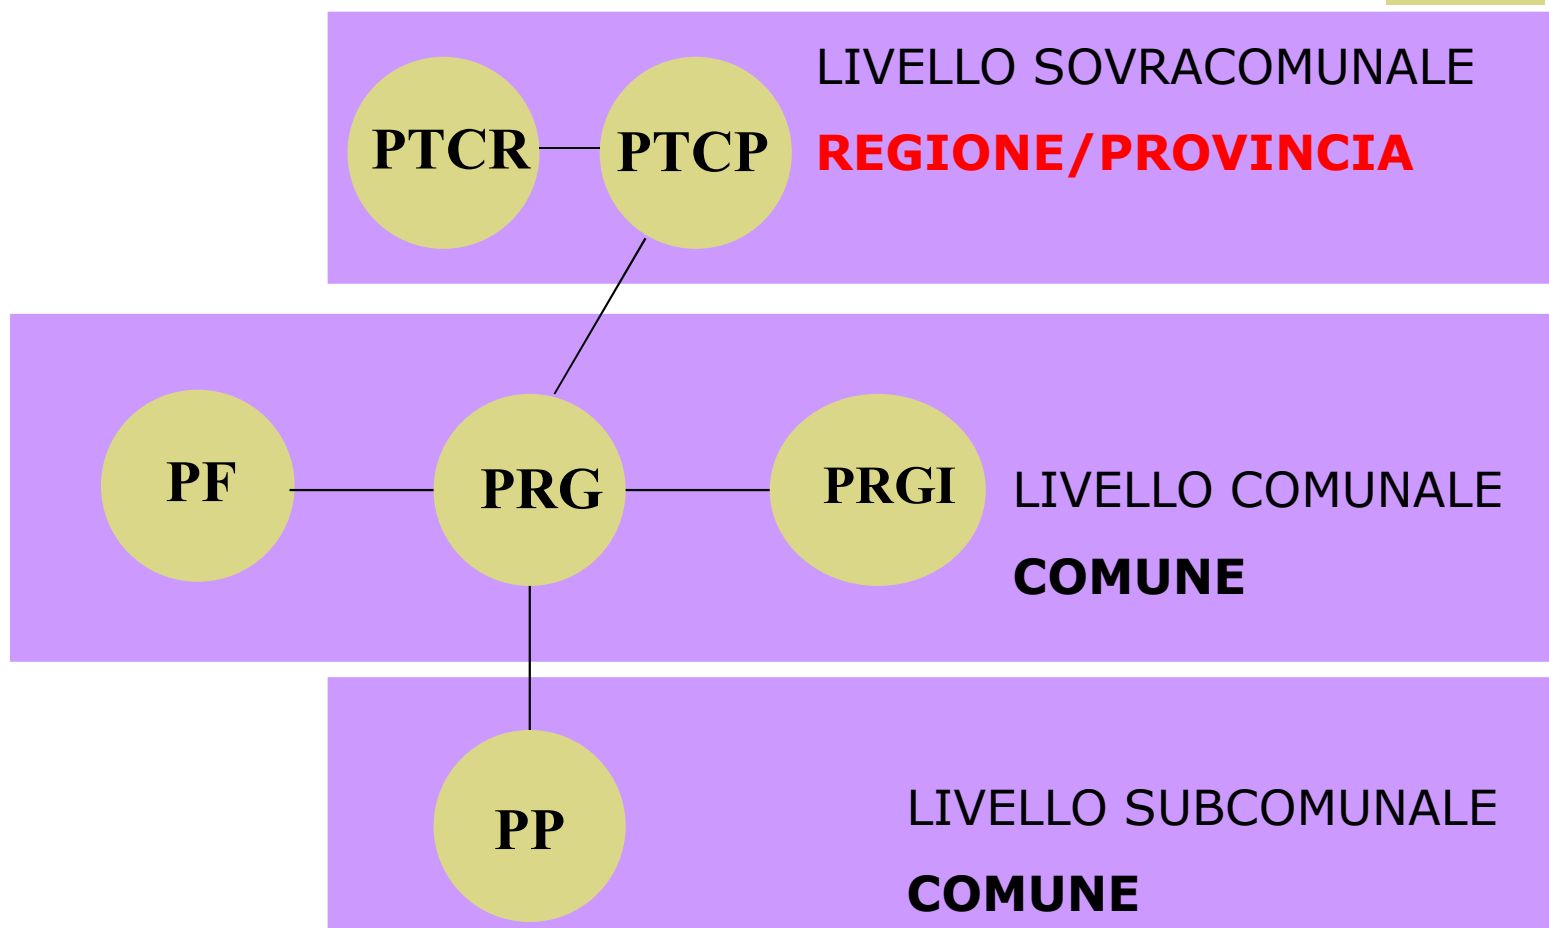 PTCR
PTCP
LIVELLO SOVRACOMUNALE
REGIONE/PROVINCIA
PF
PRG
PRGI
LIVELLO COMUNALE
COMUNE
PP
LIVELLO SUBCOMUNALE
COMUNE